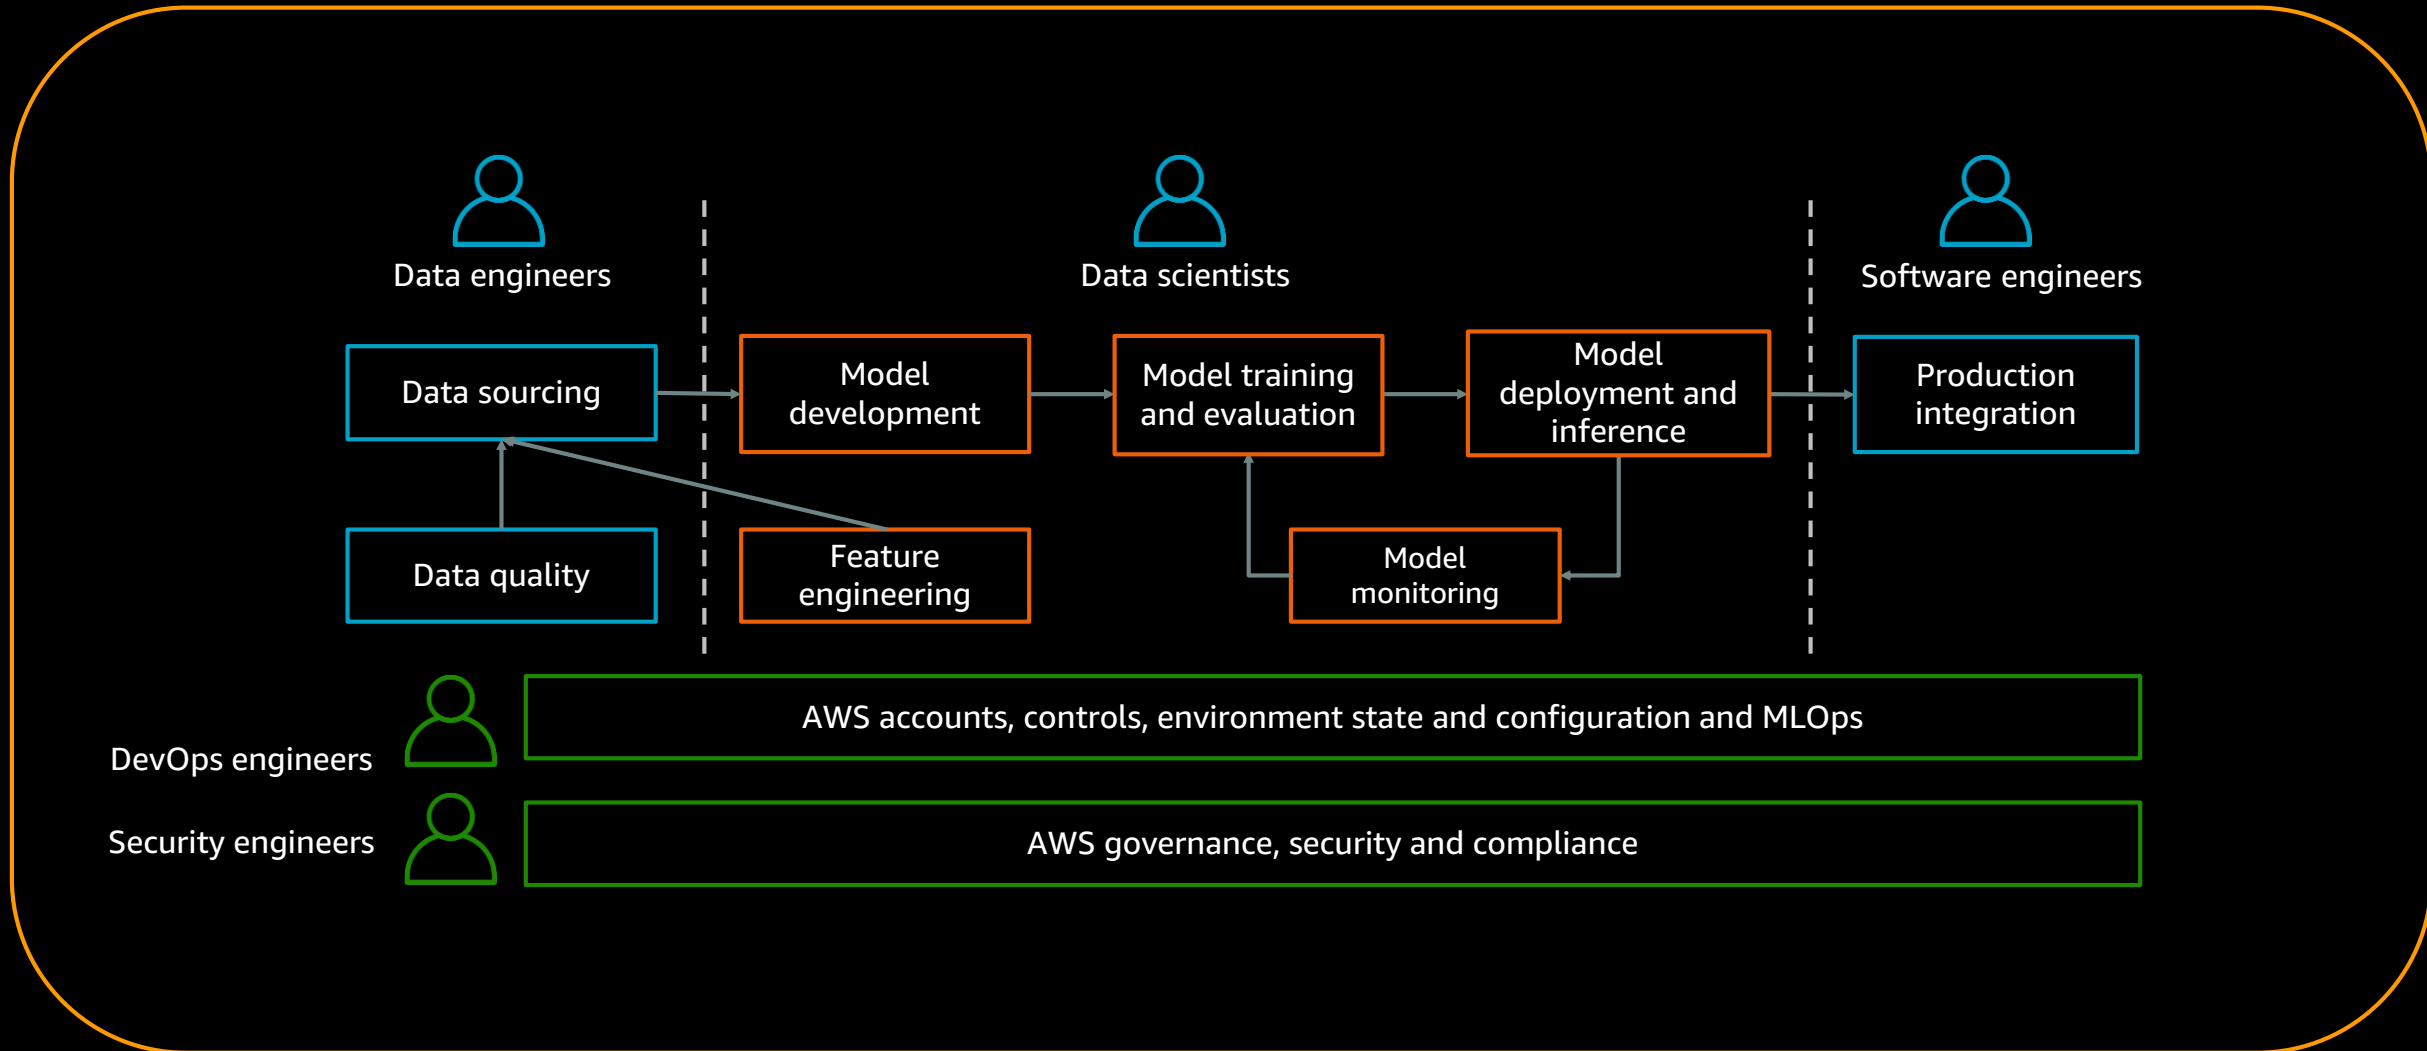 Data engineers
Data scientists
Software engineers
Data sourcing
Model
development
Model training
and evaluation
Model
deployment and
inference
Production
integration
Data quality
Feature
engineering
Model
monitoring
DevOps engineers
AWS accounts, controls, environment state and configuration and MLOps
Security engineers
AWS governance, security and compliance